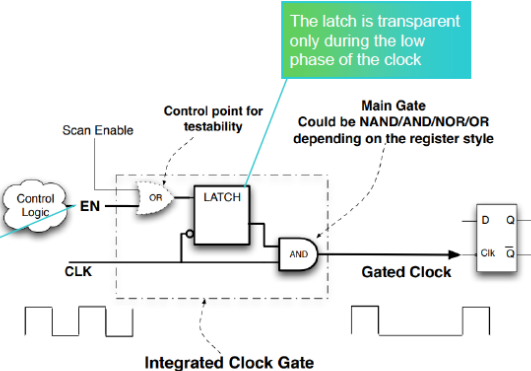 The latch is transparent
only during the low
phase of the clock
Main Gate
Could be NAND/AND/NOR/OR
depending on the register style
Control point for
testability
Scan Enable
OR
LATCH
Control
Logic
EN
D Q
AND
Clk Q
CLK
Gated Clock
Integrated Clock Gate